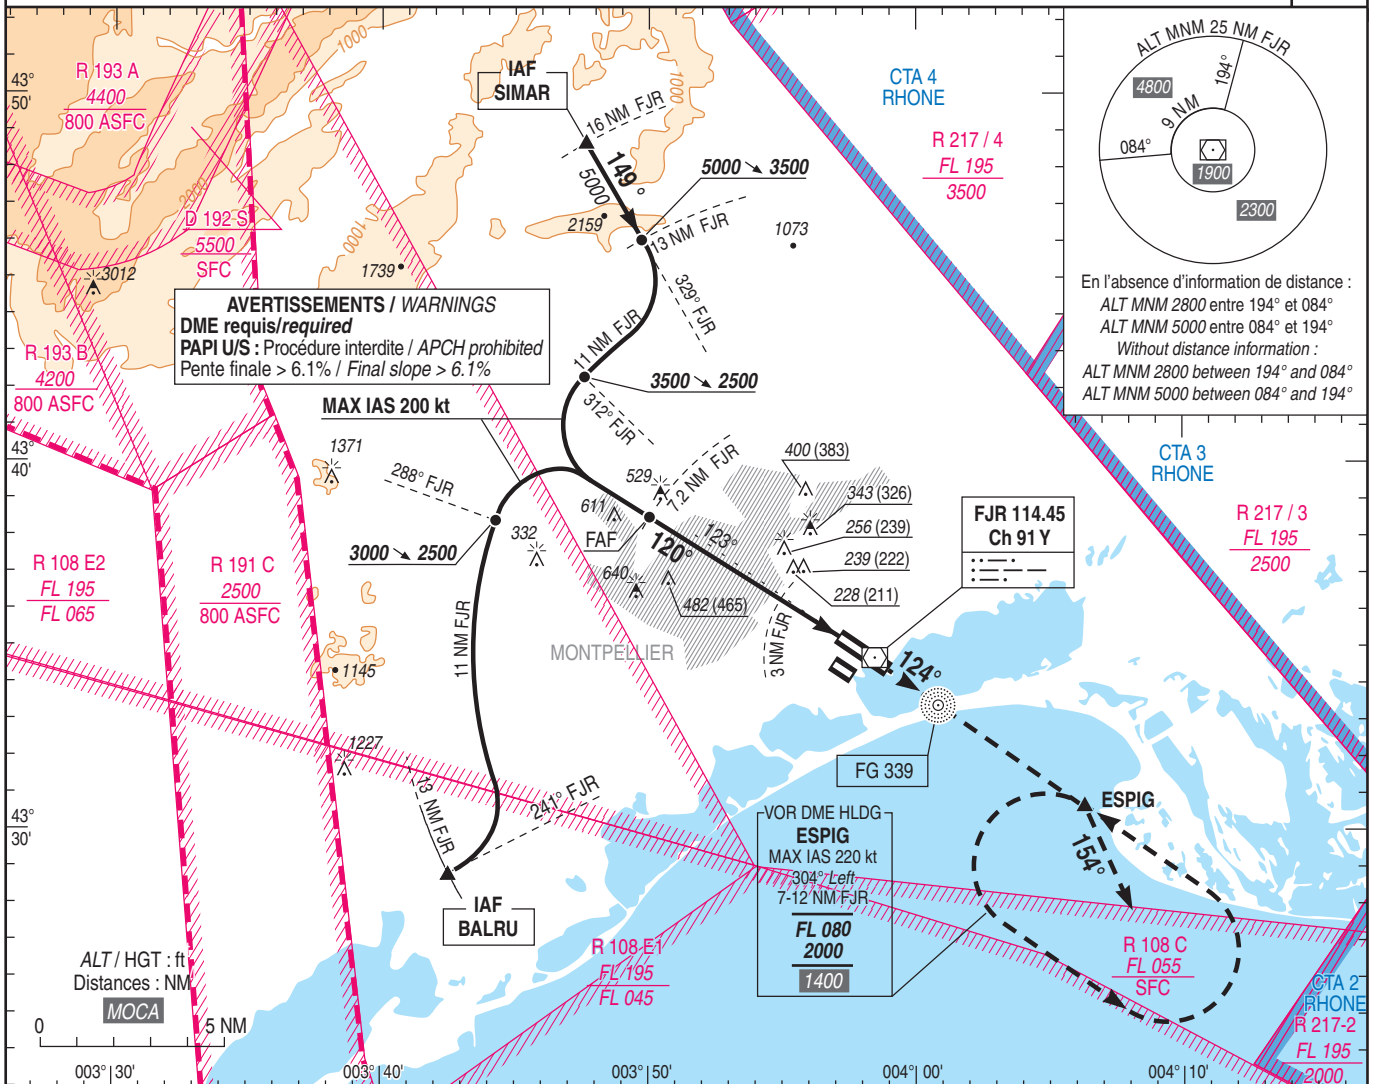 43°
50'
R 193 A
4400
800 ASFC
1000
2000
1000
1000
D 192 S
5500
SFC
3012
1739
IAF
SIMAR
16 NM FJR
149°
5000
5000 ↘ 3500
2159
13 NM FJR
1073
329° FJR
CTA 4
RHONE
R 217 / 4
FL 195
3500
ALT MNM 25 NM FJR
4800
194°
9 NM
084°
1900
2300
En l'absence d'information de distance :
ALT MNM 2800 entre 194° et 084°
ALT MNM 5000 entre 084° et 194°
Without distance information :
ALT MNM 2800 between 194° and 084°
ALT MNM 5000 between 084° and 194°
AVERTISSEMENTS / WARNINGS
DME requis/required
PAPI U/S : Procédure interdite / APCH prohibited
Pente finale > 6.1% / Final slope > 6.1%
R 193 B
4200
800 ASFC
11 NM FJR
3500 ↘ 2500
312° FJR
MAX IAS 200 kt
43°
40'
1371
288° FJR
529
7.2 NM FJR
400 (383)
343 (326)
256 (239)
239 (222)
228 (211)
CTA 3
RHONE
R 217 / 3
FL 195
2500
FJR 114.45
Ch 91 Y
611
332
FAF
120°
123°
3000 ↘ 2500
640
482 (465)
R 108 E2
FL 195
FL 065
R 191 C
2500
800 ASFC
11 NM FJR
MONTPELLIER
3 NM FJR
124°
1145
1227
FG 339
13 NM FJR
241° FJR
43°
30'
ESPIG
154°
VOR DME HLDG
ESPIG
MAX IAS 220 kt
304° Left
7-12 NM FJR
FL 080
2000
1400
IAF
BALRU
R 108 E1
FL 195
FL 045
R 108 C
FL 055
SFC
CTA 2
RHONE
R 217-2
FL 195
2000
ALT / HGT : ft
Distances : NM
MOCA
0 5 NM
003° 30'
003° 40'
003° 50'
004° 00'
004° 10'